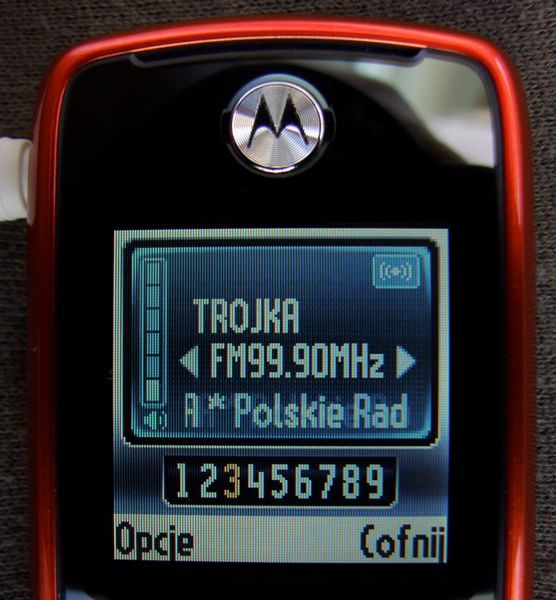 TROJKA
FM99.90MHz
A ** Polskie Rad
123456789
Opcje Cofnij